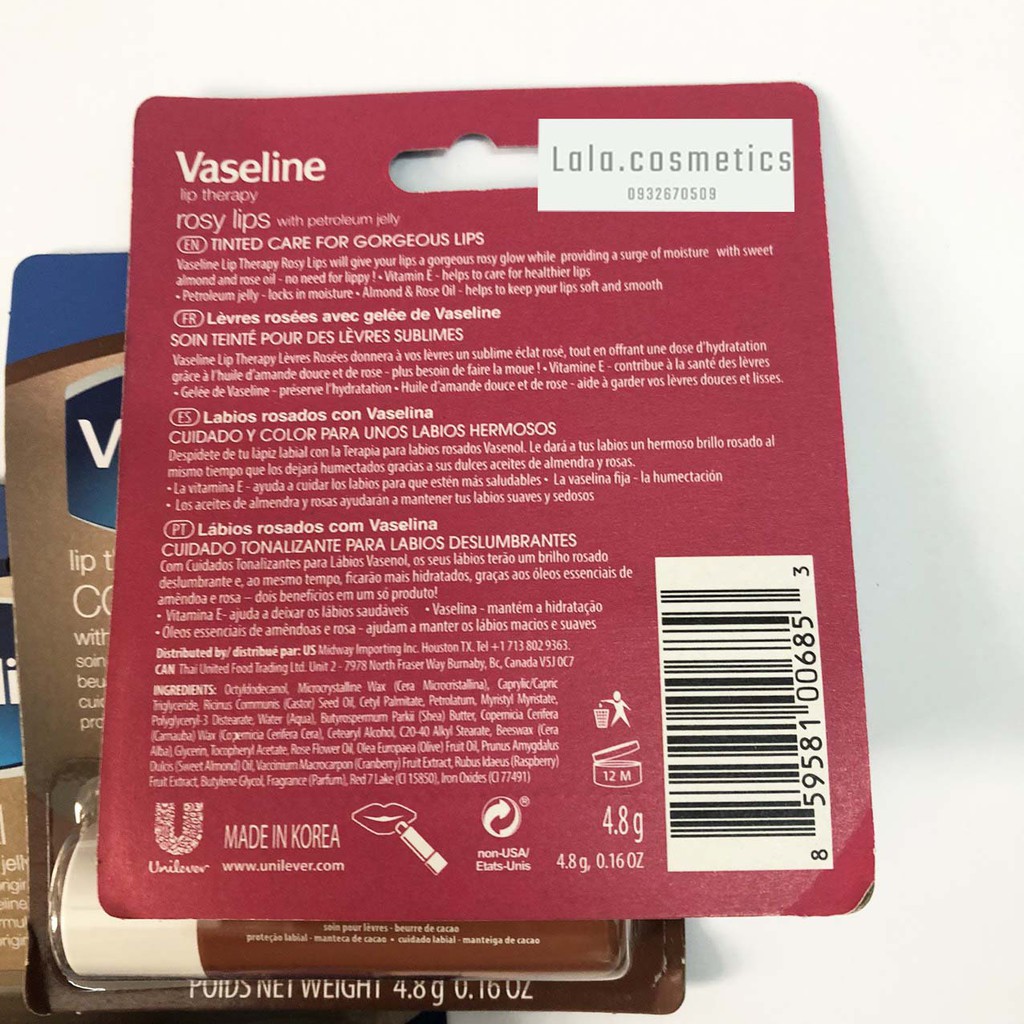 Lala.cosmetics
0932670509
Vaseline
lip therapy
rosy lips with petroleum jelly
EN TINTED CARE FOR GORGEOUS LIPS
Vaseline Lip Therapy Rosy Lips will give your lips a gorgeous rosy glow while providing a surge of moisture with sweet
almond and rose oil - no need for lippy ! • Vitamin E - helps to care for healthier lips
• Petroleum jelly - locks in moisture • Almond & Rose Oil - helps to keep your lips soft and smooth
FR Lèvres rosées avec gelée de Vaseline
SOIN TEINTÉ POUR DES LÈVRES SUBLIMES
Vaseline Lip Therapy Lèvres Rosées donnera à vos lèvres un sublime éclat rosé, tout en offrant une dose d'hydratation
grâce à l'huile d'amande douce et de rose - plus besoin de faire la moue ! • Vitamine E - contribue à la santé des lèvres
• Gelée de Vaseline - préserve l'hydratation • Huile d'amande douce et de rose - aide à garder vos lèvres douces et lisses.
ES Labios rosados con Vaselina
CUIDADO Y COLOR PARA UNOS LABIOS HERMOSOS
Despidete de tu lápiz labial con la Terapia para labios rosados Vasenol. Le dará a tus labios un hermoso brillo rosado al
mismo tiempo que los dejará humectados gracias a sus dulces aceites de almendra y rosas.
• La vitamina E - ayuda a cuidar los labios para que estén más saludables • La vaselina fija - la humectación
• Los aceites de almendra y rosas ayudarán a mantener tus labios suaves y sedosos
PT Lábios rosados com Vaselina
CUIDADO TONALIZANTE PARA LABIOS DESLUMBRANTES
Com Cuidados Tonalizantes para Lábios Vasenol, os seus lábios terão um brilho rosado
deslumbrante e, ao mesmo tempo, ficarão mais hidratados, graças aos óleos essenciais de
amêndoa e rosa – dois benefícios em um só produto!
• Vitamina E- ajuda a deixar os lábios saudáveis • Vaselina - mantém a hidratação
• Óleos essenciais de amêndoas e rosa - ajudam a manter os lábios macios e suaves
Distributed by/ distribué par: US Midway Importing Inc. Houston TX. Tel +1 713 802 9363.
CAN Thai United Food Trading Ltd. Unit 2 - 7978 North Fraser Way Burnaby, Bc, Canada V5J 0C7
INGREDIENTS: Octyldodecanol, Microcrystalline Wax (Cera Microcristallina), Caprylic/Capric
Triglyceride, Ricinus Communis (Castor) Seed Oil, Cetyl Palmitate, Petrolatum, Myristyl Myristate,
Polyglyceryl-3 Distearate, Water (Aqua), Butyrospermum Parkii (Shea) Butter, Copernicia Cerifera
(Carnauba) Wax (Copernicia Cerifera Cera), Cetearyl Alcohol, C20-40 Alkyl Stearate, Beeswax (Cera
Alba), Glycerin, Tocopheryl Acetate, Rose Flower Oil, Olea Europaea (Olive) Fruit Oil, Prunus Amygdalus
Dulcis (Sweet Almond) Oil, Vaccinium Macrocarpon (Cranberry) Fruit Extract, Rubus Idaeus (Raspberry)
Fruit Extract, Butylene Glycol, Fragrance (Parfum), Red 7 Lake (CI 15850), Iron Oxides (CI 77491)
12 M
Unilever
MADE IN KOREA
www.unilever.com
non-USA/
Etats-Unis
4.8 g
4.8 g, 0.16 OZ
8 595810 06853
V
lip th
co
with
soin
beu
cui
pro
soin pour lèvres - beurre de cacao
proteção labial - manteca de cacao • cuidado labial - manteiga de cacao
POIDS NET WEIGHT 4.8 g 0.16 OZ